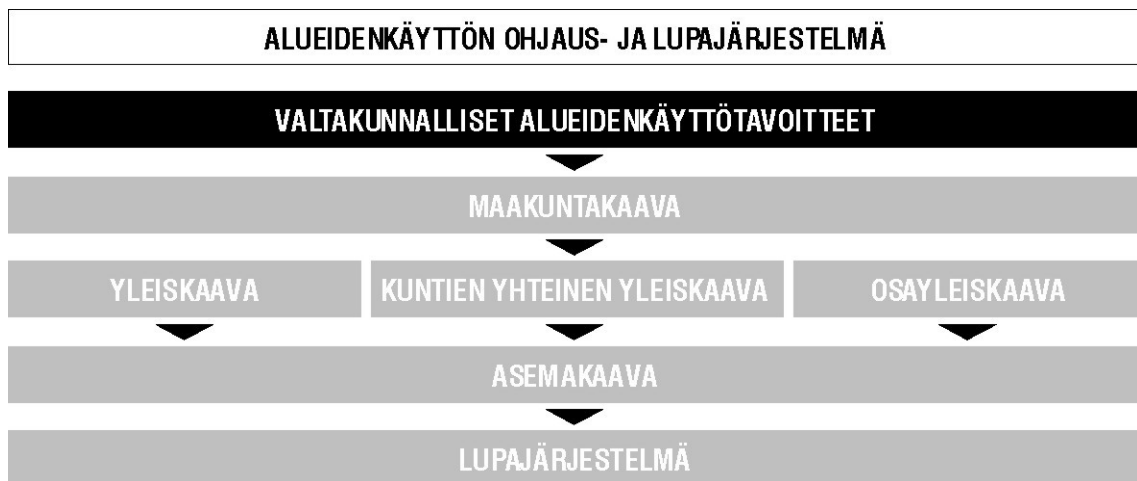 ALUEIDENKÄYTTÖN OHJAUS- JA LUPAJÄRJESTELMÄ
VALTAKUNNALLISET ALUEIDENKÄYTTÖTAVOITTEET
MAAKUNTAKAAVA
YLEISKAAVA
KUNTIEN YHTEINEN YLEISKAAVA
OSAYLEISKAAVA
ASEMAKAAVA
LUPAJÄRJESTELMÄ